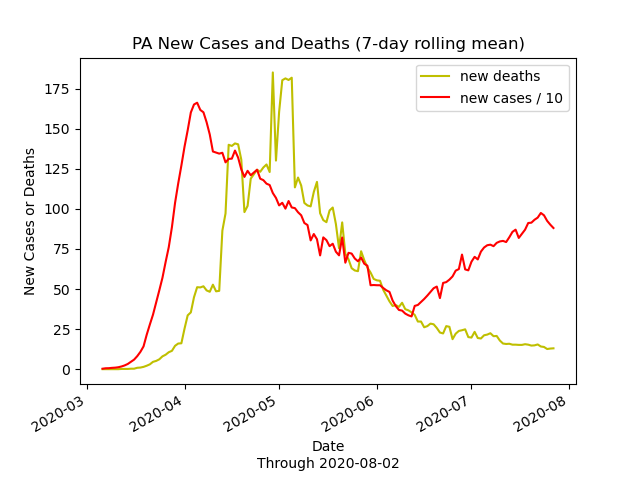 PA New Cases and Deaths (7-day rolling mean)
new deaths
new cases / 10
175
150
125
100
75
50
25
0
New Cases or Deaths
2020-03
2020-04
2020-05
2020-06
2020-07
2020-08
Date
Through 2020-08-02